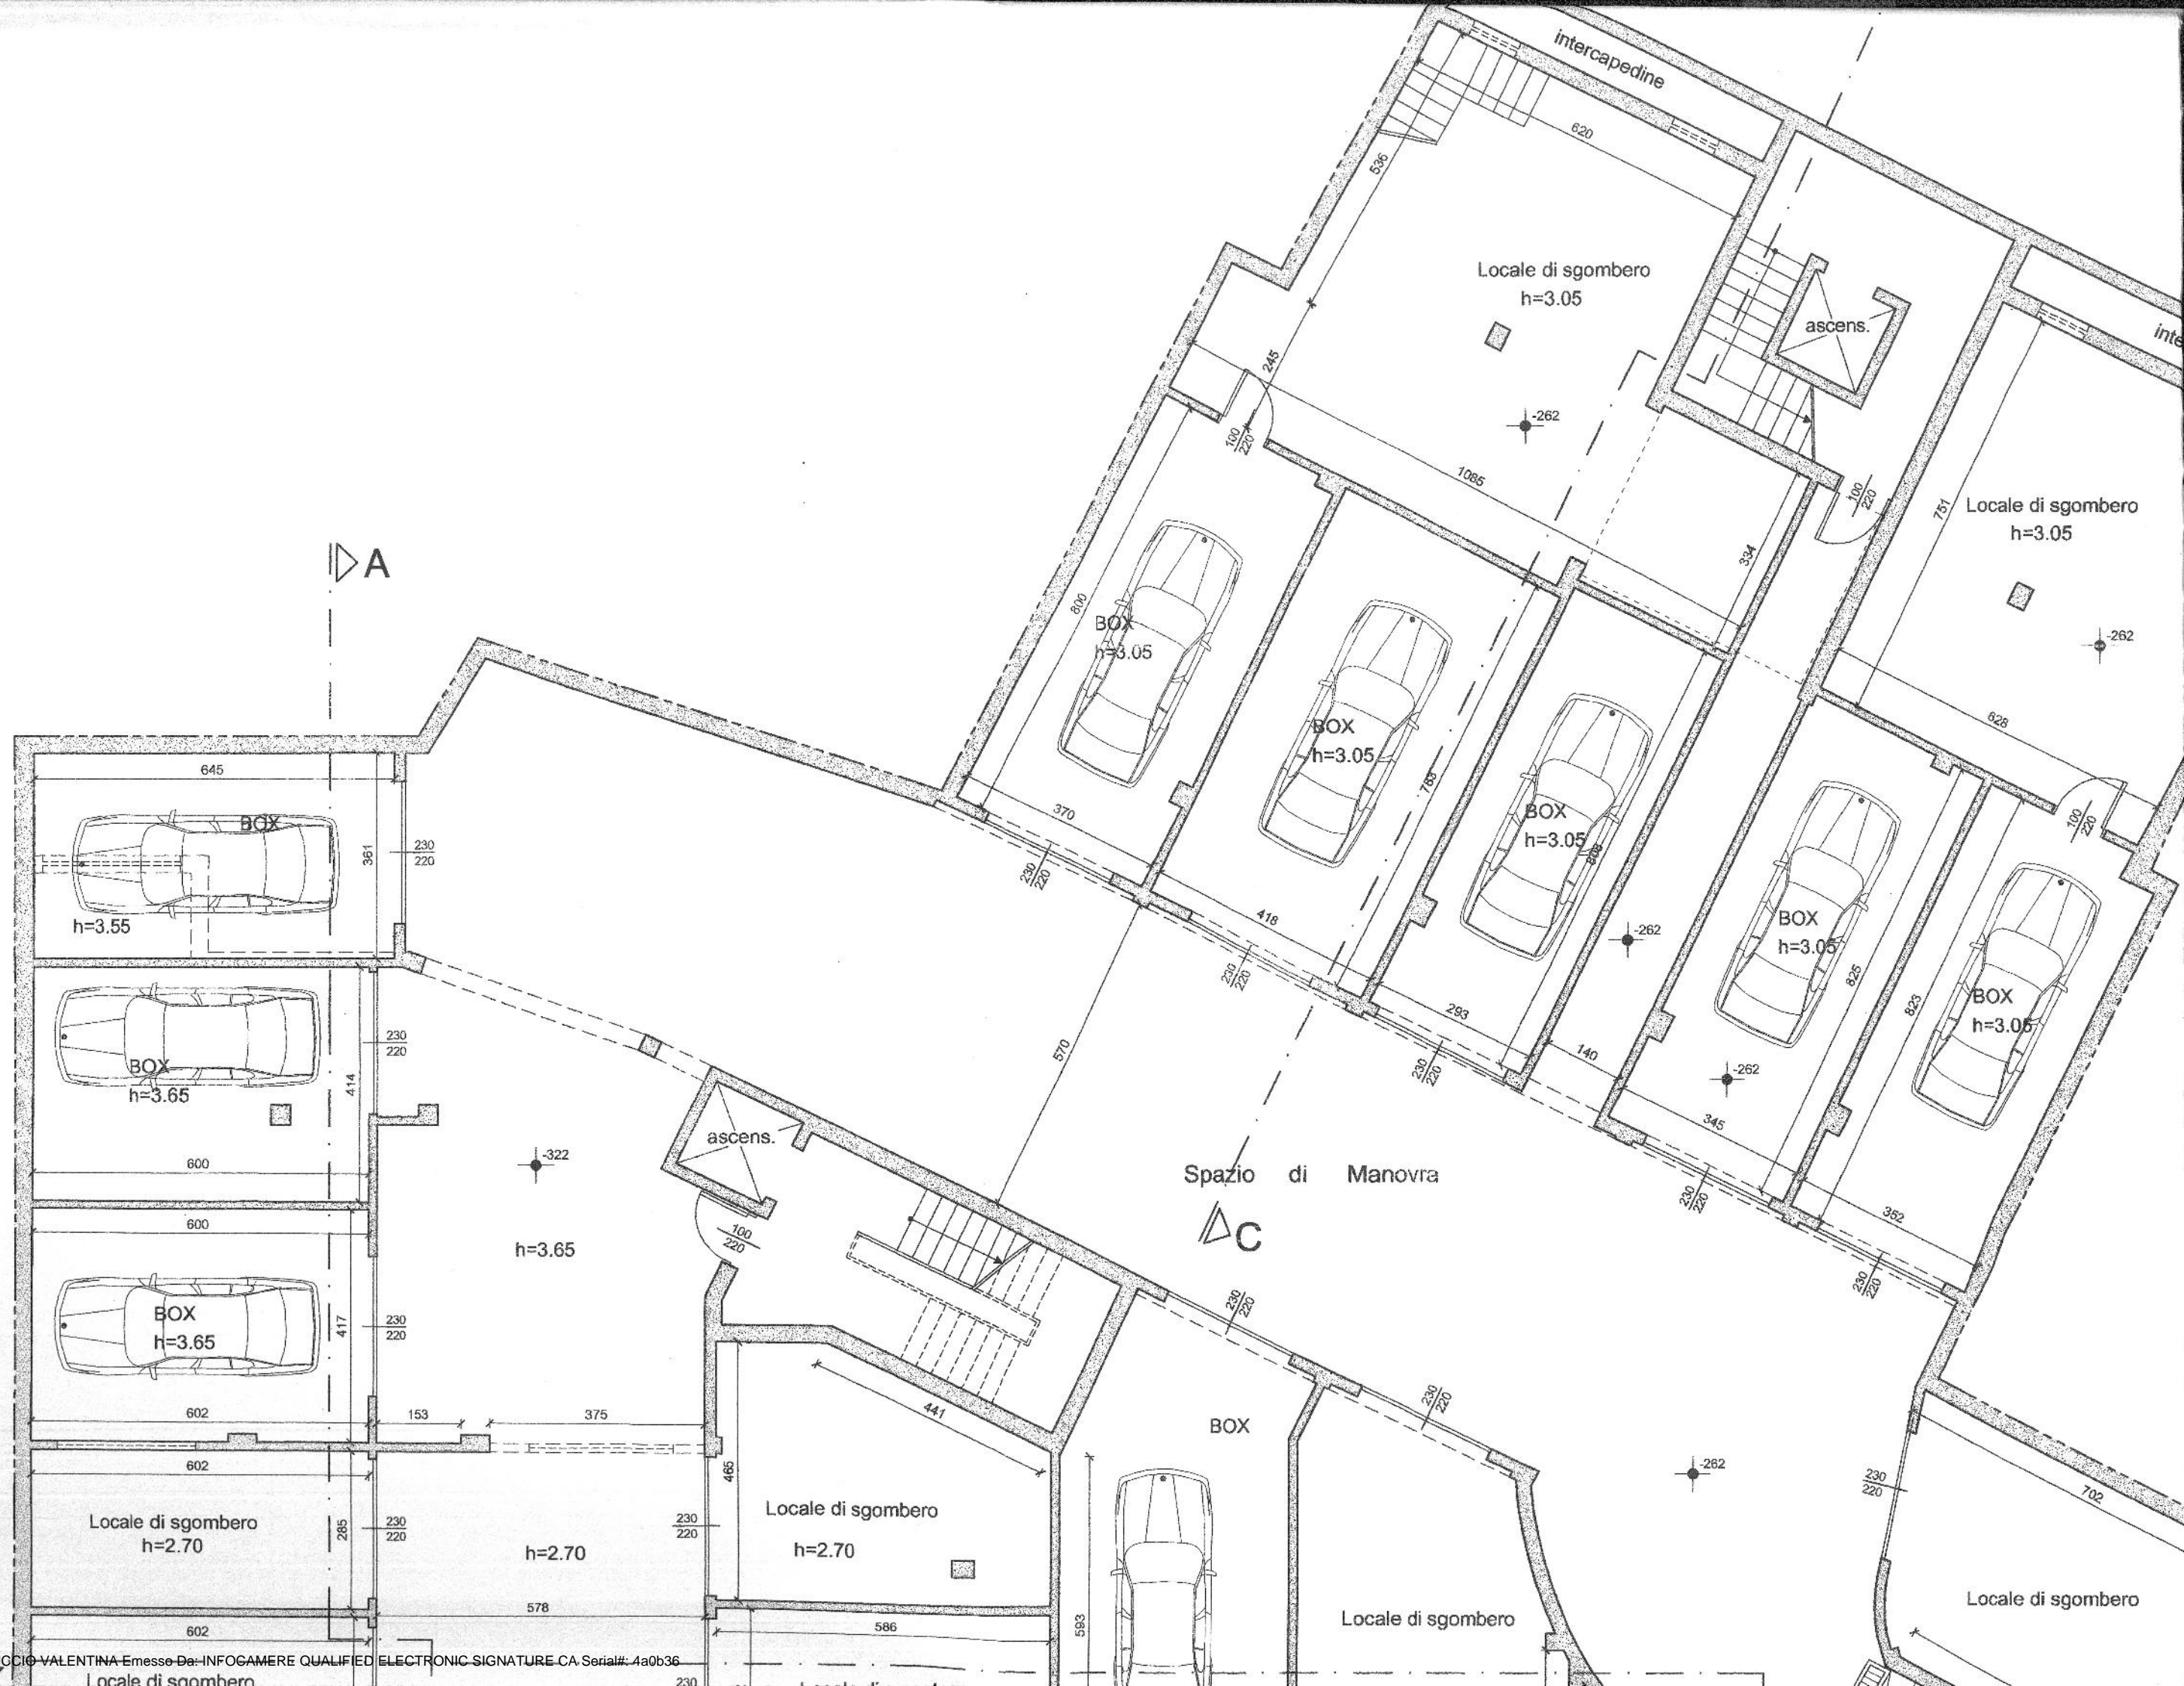 intercapedine
620
536
Locale di sgombero
h=3.05
ascens.
inte
245
100
220
-262
1085
334
100
220
751
Locale di sgombero
h=3.05
-262
628
A
800
BOX
h=3.05
BOX
h=3.05
783
BOX
h=3.05
-262
BOX
h=3.05
825
823
BOX
h=3.05
100
220
370
230
220
418
230
220
293
230
220
140
-262
345
230
220
352
230
220
645
BOX
361
230
220
h=3.55
230
220
BOX
h=3.65
414
600
-322
ascens.
570
Spazio di Manovra
C
600
100
220
h=3.65
BOX
h=3.65
417
230
220
230
220
230
220
602
153
375
441
BOX
602
465
-262
230
220
702
Locale di sgombero
h=2.70
285
230
220
h=2.70
230
220
Locale di sgombero
h=2.70
578
586
593
Locale di sgombero
Locale di sgombero
602
CCIO VALENTINA Emesso Da: INFOCAMERE QUALIFIED ELECTRONIC SIGNATURE CA Serial#: 4a0b36
Locale di sgombero
230